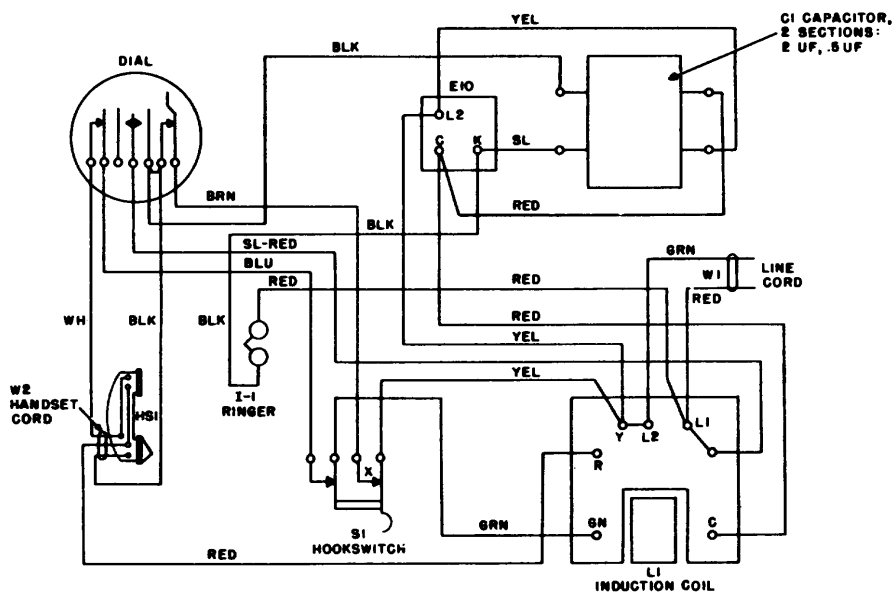 YEL
C1 CAPACITOR,
2 SECTIONS:
2 UF, .5UF
BLK
DIAL
E10
L2
C
K
SL
BRN
RED
BLK
SL-RED
BLU
GRN
W1
LINE
CORD
RED
RED
RED
WH
BLK
BLK
RED
YEL
YEL
I-1
RINGER
W2
HANDSET
CORD
HS1
Y
L2
L1
R
X
GRN
GN
C
S1
HOOKSWITCH
RED
L1
INDUCTION COIL